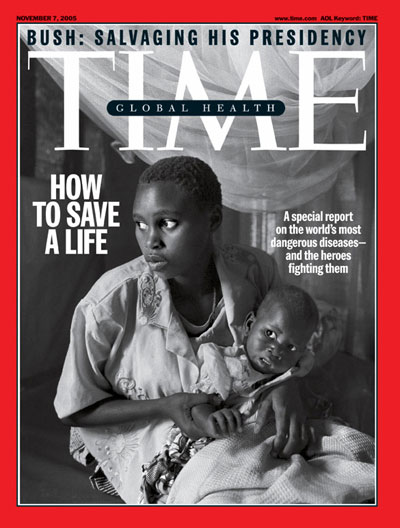 NOVEMBER 7, 2005
www.time.com AOL Keyword: TIME
BUSH: SALVAGING HIS PRESIDENCY
TIME
GLOBAL HEALTH
HOW
TO SAVE
A LIFE
A special report
on the world's most
dangerous diseases—
and the heroes
fighting them